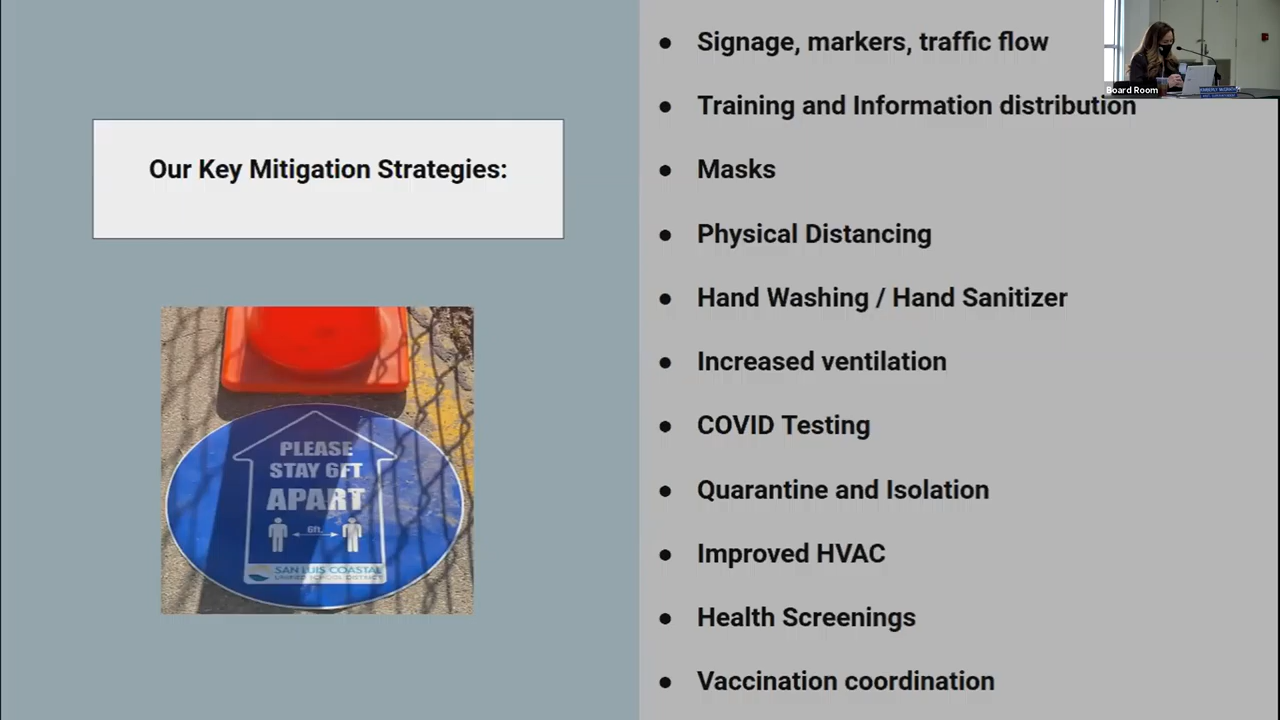 Our Key Mitigation Strategies:
PLEASE
STAY 6FT
APART
6ft.
SAN LUIS COASTAL
UNIFIED SCHOOL DISTRICT
● Signage, markers, traffic flow
● Training and Information distribution
● Masks
● Physical Distancing
● Hand Washing / Hand Sanitizer
● Increased ventilation
● COVID Testing
● Quarantine and Isolation
● Improved HVAC
● Health Screenings
● Vaccination coordination
Board Room